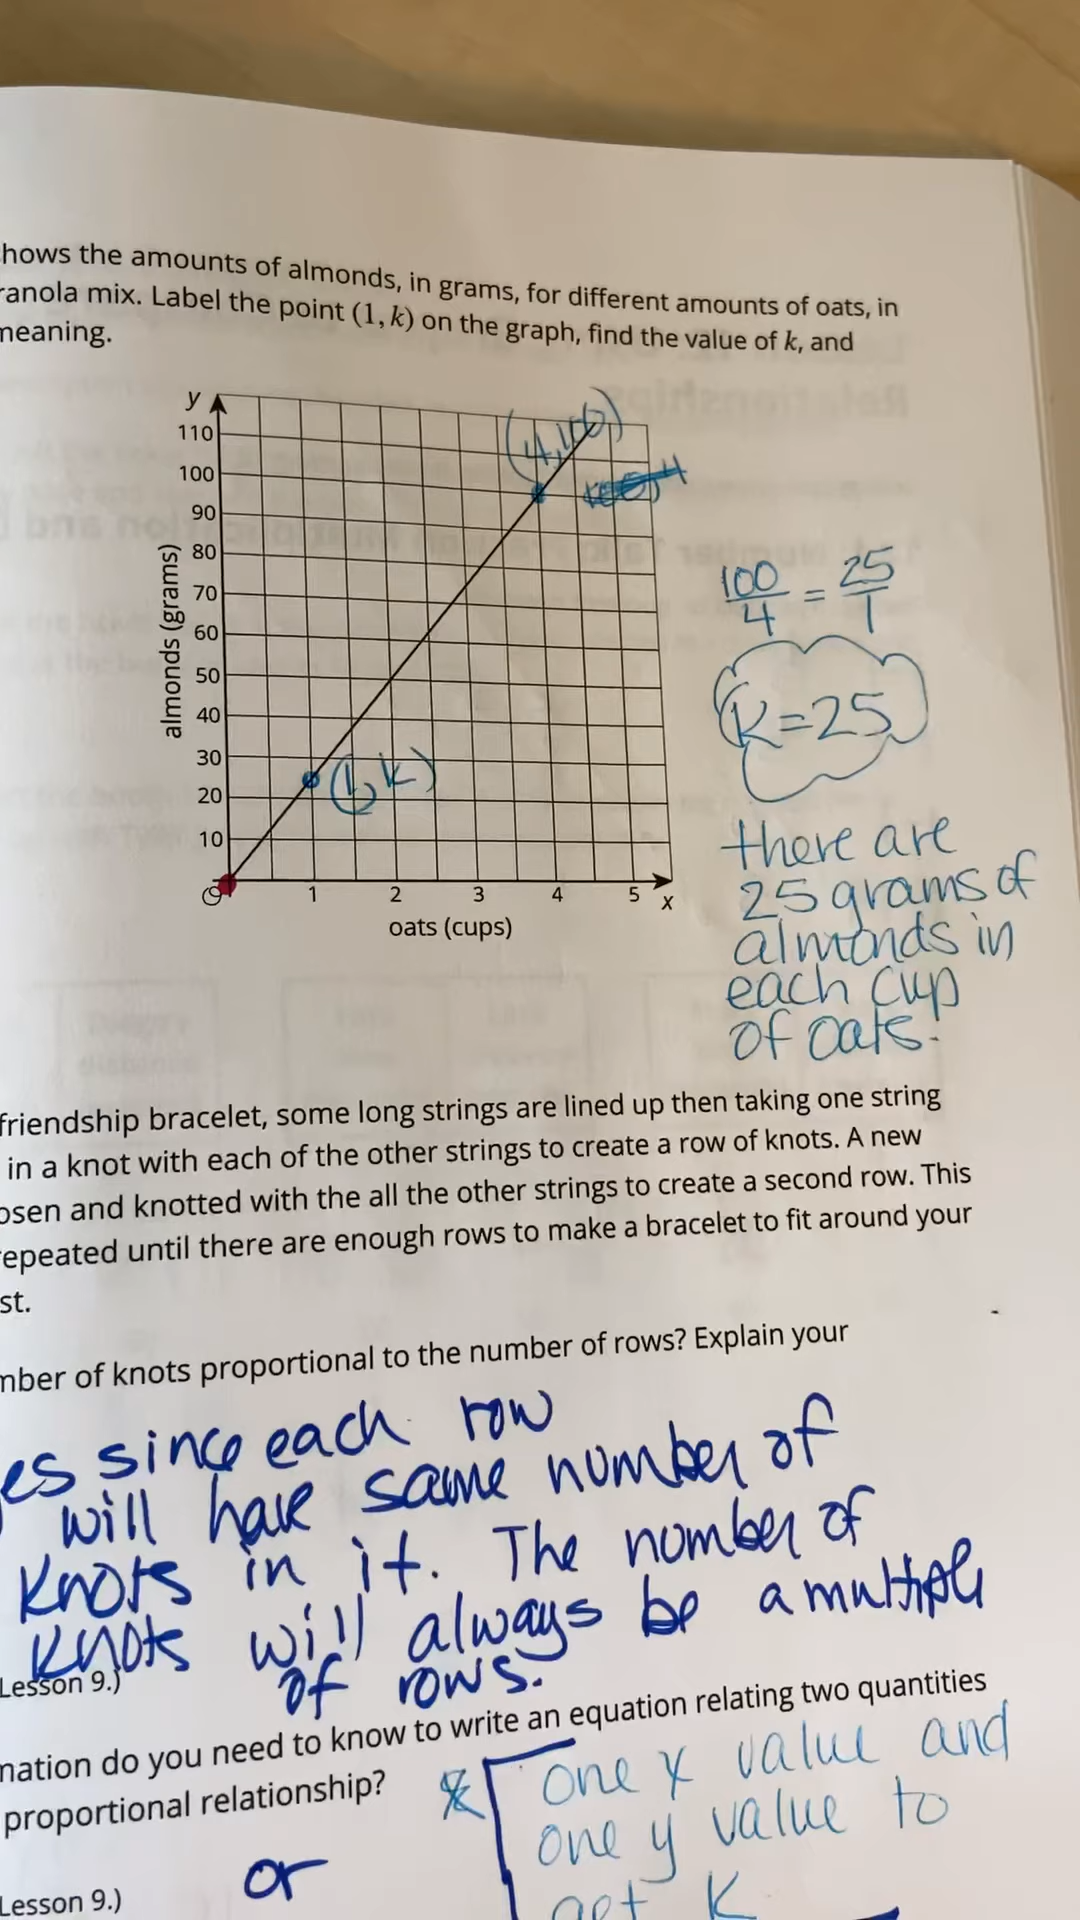 hows the amounts of almonds, in grams, for different amounts of oats, in
ranola mix. Label the point (1, k) on the graph, find the value of k, and
meaning.
y
110
100
90
80
70
60
50
40
30
20
10
almonds (grams)
(4,100)
(1,k)
0
1 2 3 4 5 x
oats (cups)
100/4 = 25/1
K=25
there are
25 grams of
almonds in
each cup
of oats.
friendship bracelet, some long strings are lined up then taking one string
in a knot with each of the other strings to create a row of knots. A new
osen and knotted with the all the other strings to create a second row. This
repeated until there are enough rows to make a bracelet to fit around your
st.
mber of knots proportional to the number of rows? Explain your
es since each row
will have same number of
knots in it. The number of
knots will always be a multiple
of rows.
Lesson 9.)
mation do you need to know to write an equation relating two quantities
proportional relationship?
one x value and
one y value to
get K
or
Lesson 9.)